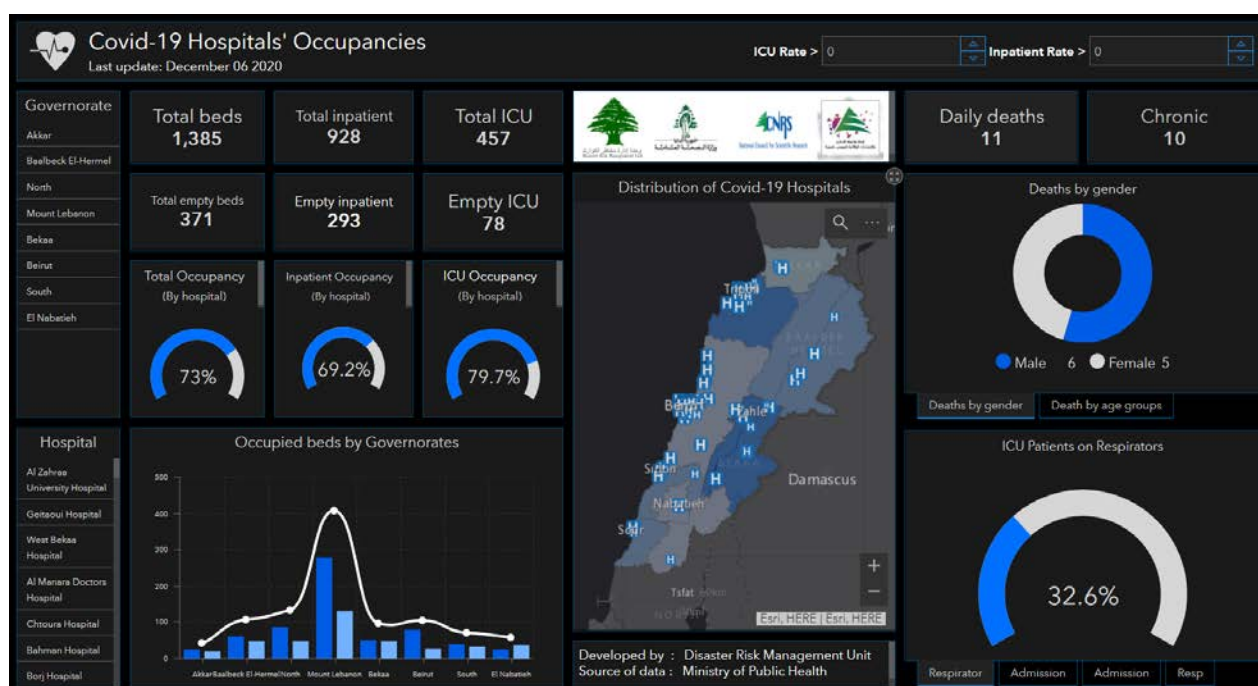 Covid-19 Hospitals' Occupancies
Last update: December 06 2020
ICU Rate > 0
Inpatient Rate > 0
Governorate
Akkar
Baalbeck El-Hermel
North
Mount Lebanon
Bekaa
Beirut
South
El Nabatieh
Total beds
1,385
Total inpatient
928
Total ICU
457
Total empty beds
371
Empty inpatient
293
Empty ICU
78
Total Occupancy
(By hospital)
73%
Inpatient Occupancy
(By hospital)
69.2%
ICU Occupancy
(By hospital)
79.7%
CNRS
National Council for Scientific Research
Distribution of Covid-19 Hospitals
Tripoli
Zahle
Nabatieh
Damascus
Tsfat
Esri, HERE | Esri, HERE
Developed by : Disaster Risk Management Unit
Source of data : Ministry of Public Health
Daily deaths
11
Chronic
10
Deaths by gender
Male 6 Female 5
Deaths by gender Death by age groups
ICU Patients on Respirators
32.6%
Respirator Admission Admission Resp
Hospital
Al Zahraa
University Hospital
Geitaoui Hospital
West Bekaa
Hospital
Al Manara Doctors
Hospital
Chtoura Hospital
Bahman Hospital
Borj Hospital
Occupied beds by Governorates
500
400
300
200
100
0
Akkar Baalbeck El-Hermel North Mount Lebanon Bekaa Beirut South El Nabatieh